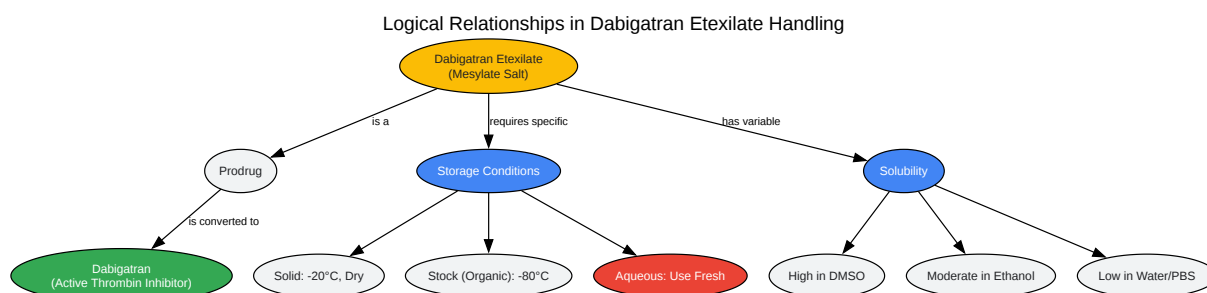 Logical Relationships in Dabigatran Etexilate Handling
Dabigatran Etexilate
(Mesylate Salt)
is a
requires specific
has variable
Prodrug
Storage Conditions
Solubility
is converted to
Dabigatran
(Active Thrombin Inhibitor)
Solid: -20°C, Dry
Stock (Organic): -80°C
Aqueous: Use Fresh
High in DMSO
Moderate in Ethanol
Low in Water/PBS